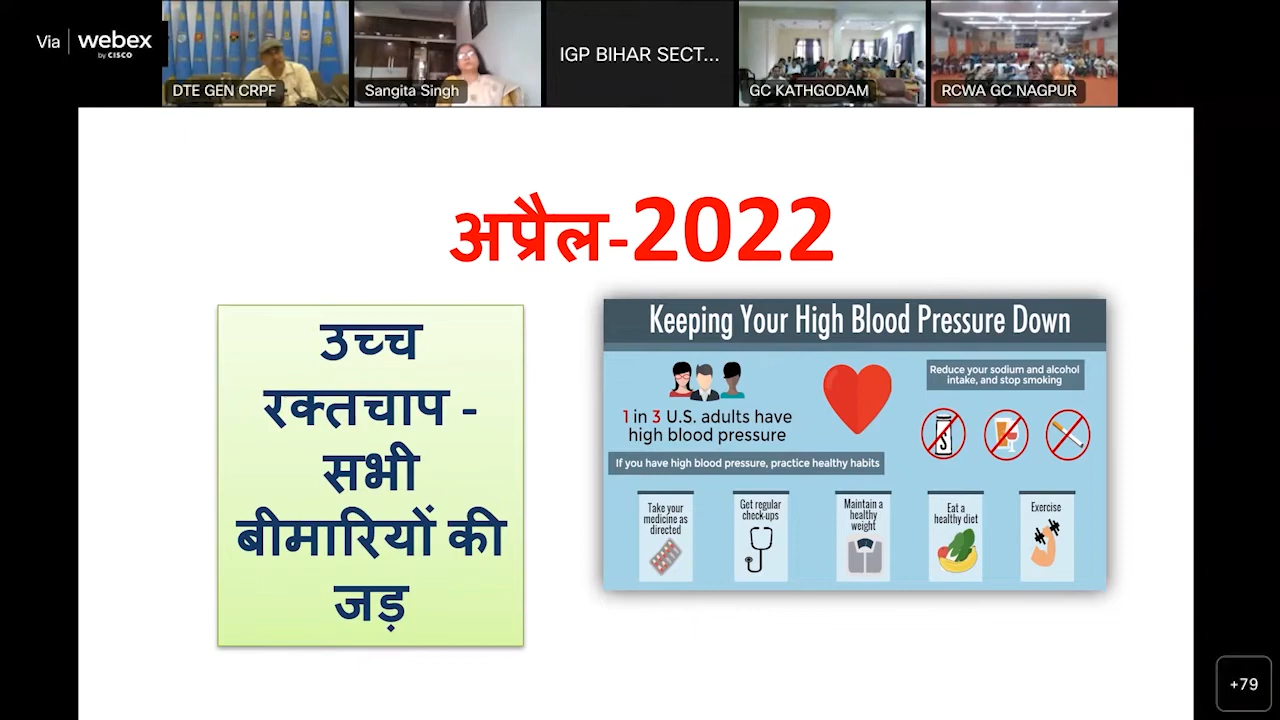 Via webex
by CISCO
DTE GEN CRPF
Sangita Singh
IGP BIHAR SECT...
GC KATHGODAM
RCWA GC NAGPUR
अप्रैल-2022
उच्च
रक्तचाप -
सभी
बीमारियों की
जड़
Keeping Your High Blood Pressure Down
1 in 3 U.S. adults have
high blood pressure
Reduce your sodium and alcohol
intake, and stop smoking
S
If you have high blood pressure, practice healthy habits
Take your
medicine as
directed
Get regular
check-ups
Maintain a
healthy
weight
Eat a
healthy diet
Exercise
+79